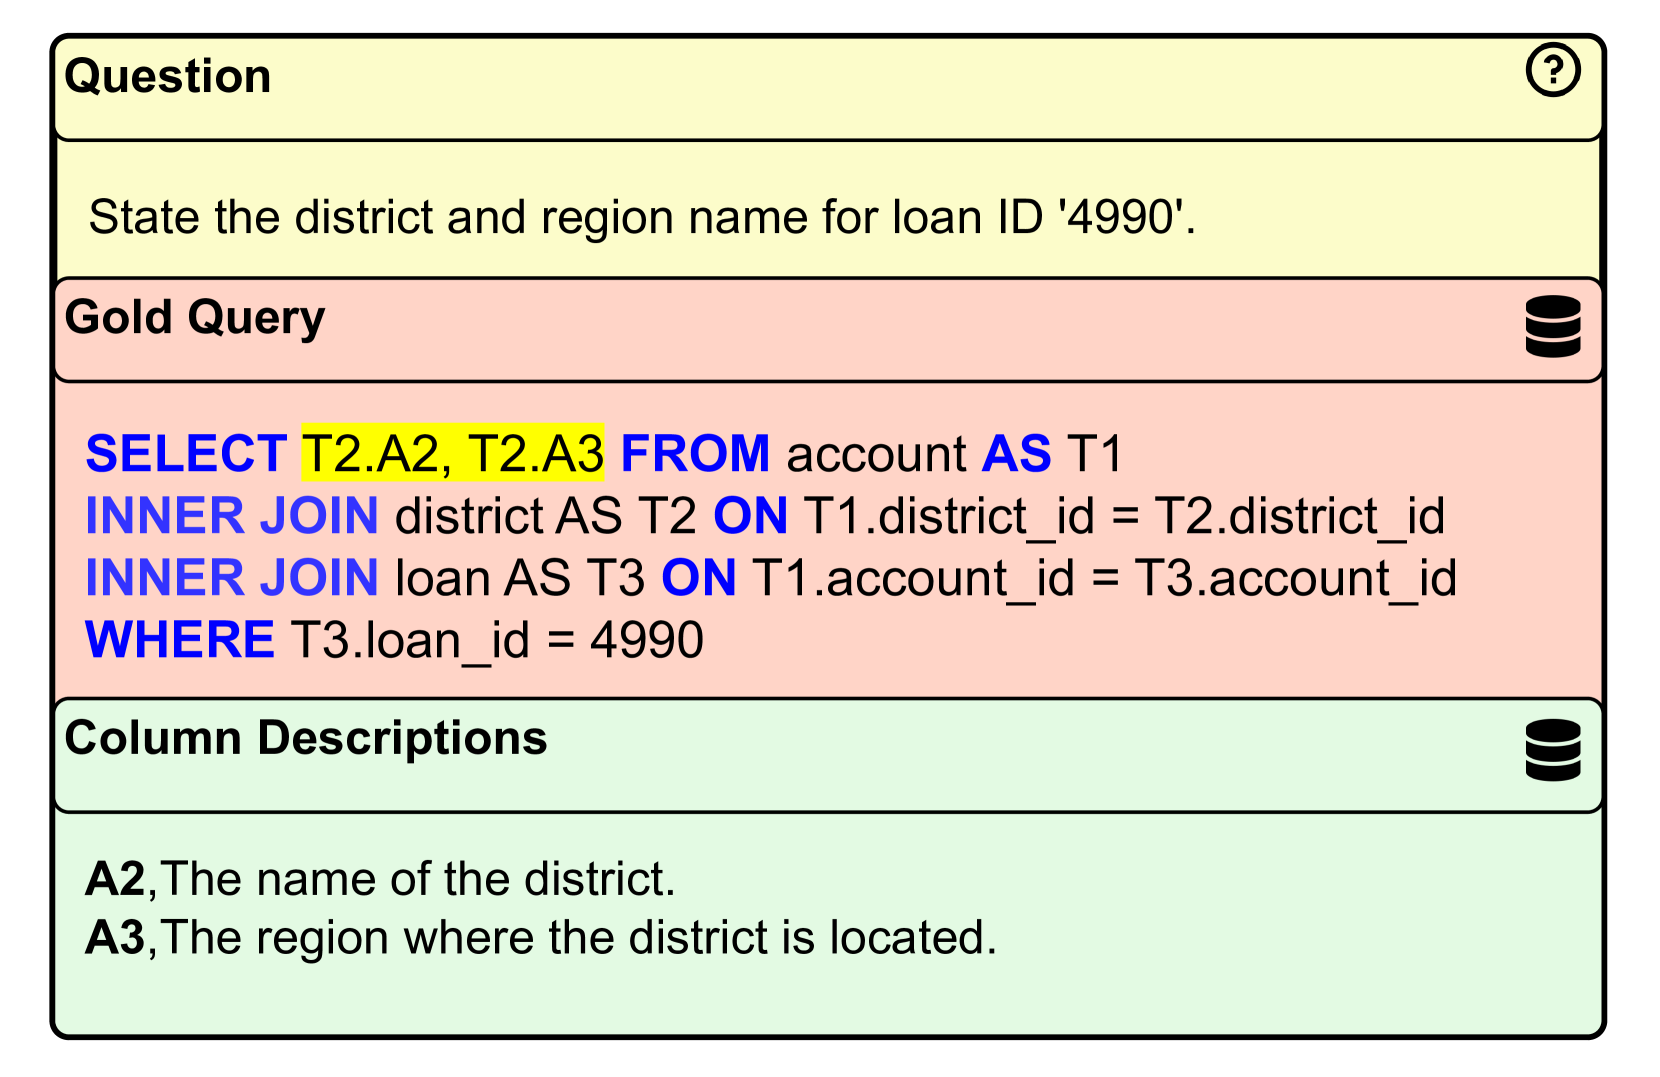 Question
?
State the district and region name for loan ID '4990'.
Gold Query
SELECT T2.A2, T2.A3 FROM account AS T1
INNER JOIN district AS T2 ON T1.district_id = T2.district_id
INNER JOIN loan AS T3 ON T1.account_id = T3.account_id
WHERE T3.loan_id = 4990
Column Descriptions
A2,The name of the district.
A3,The region where the district is located.